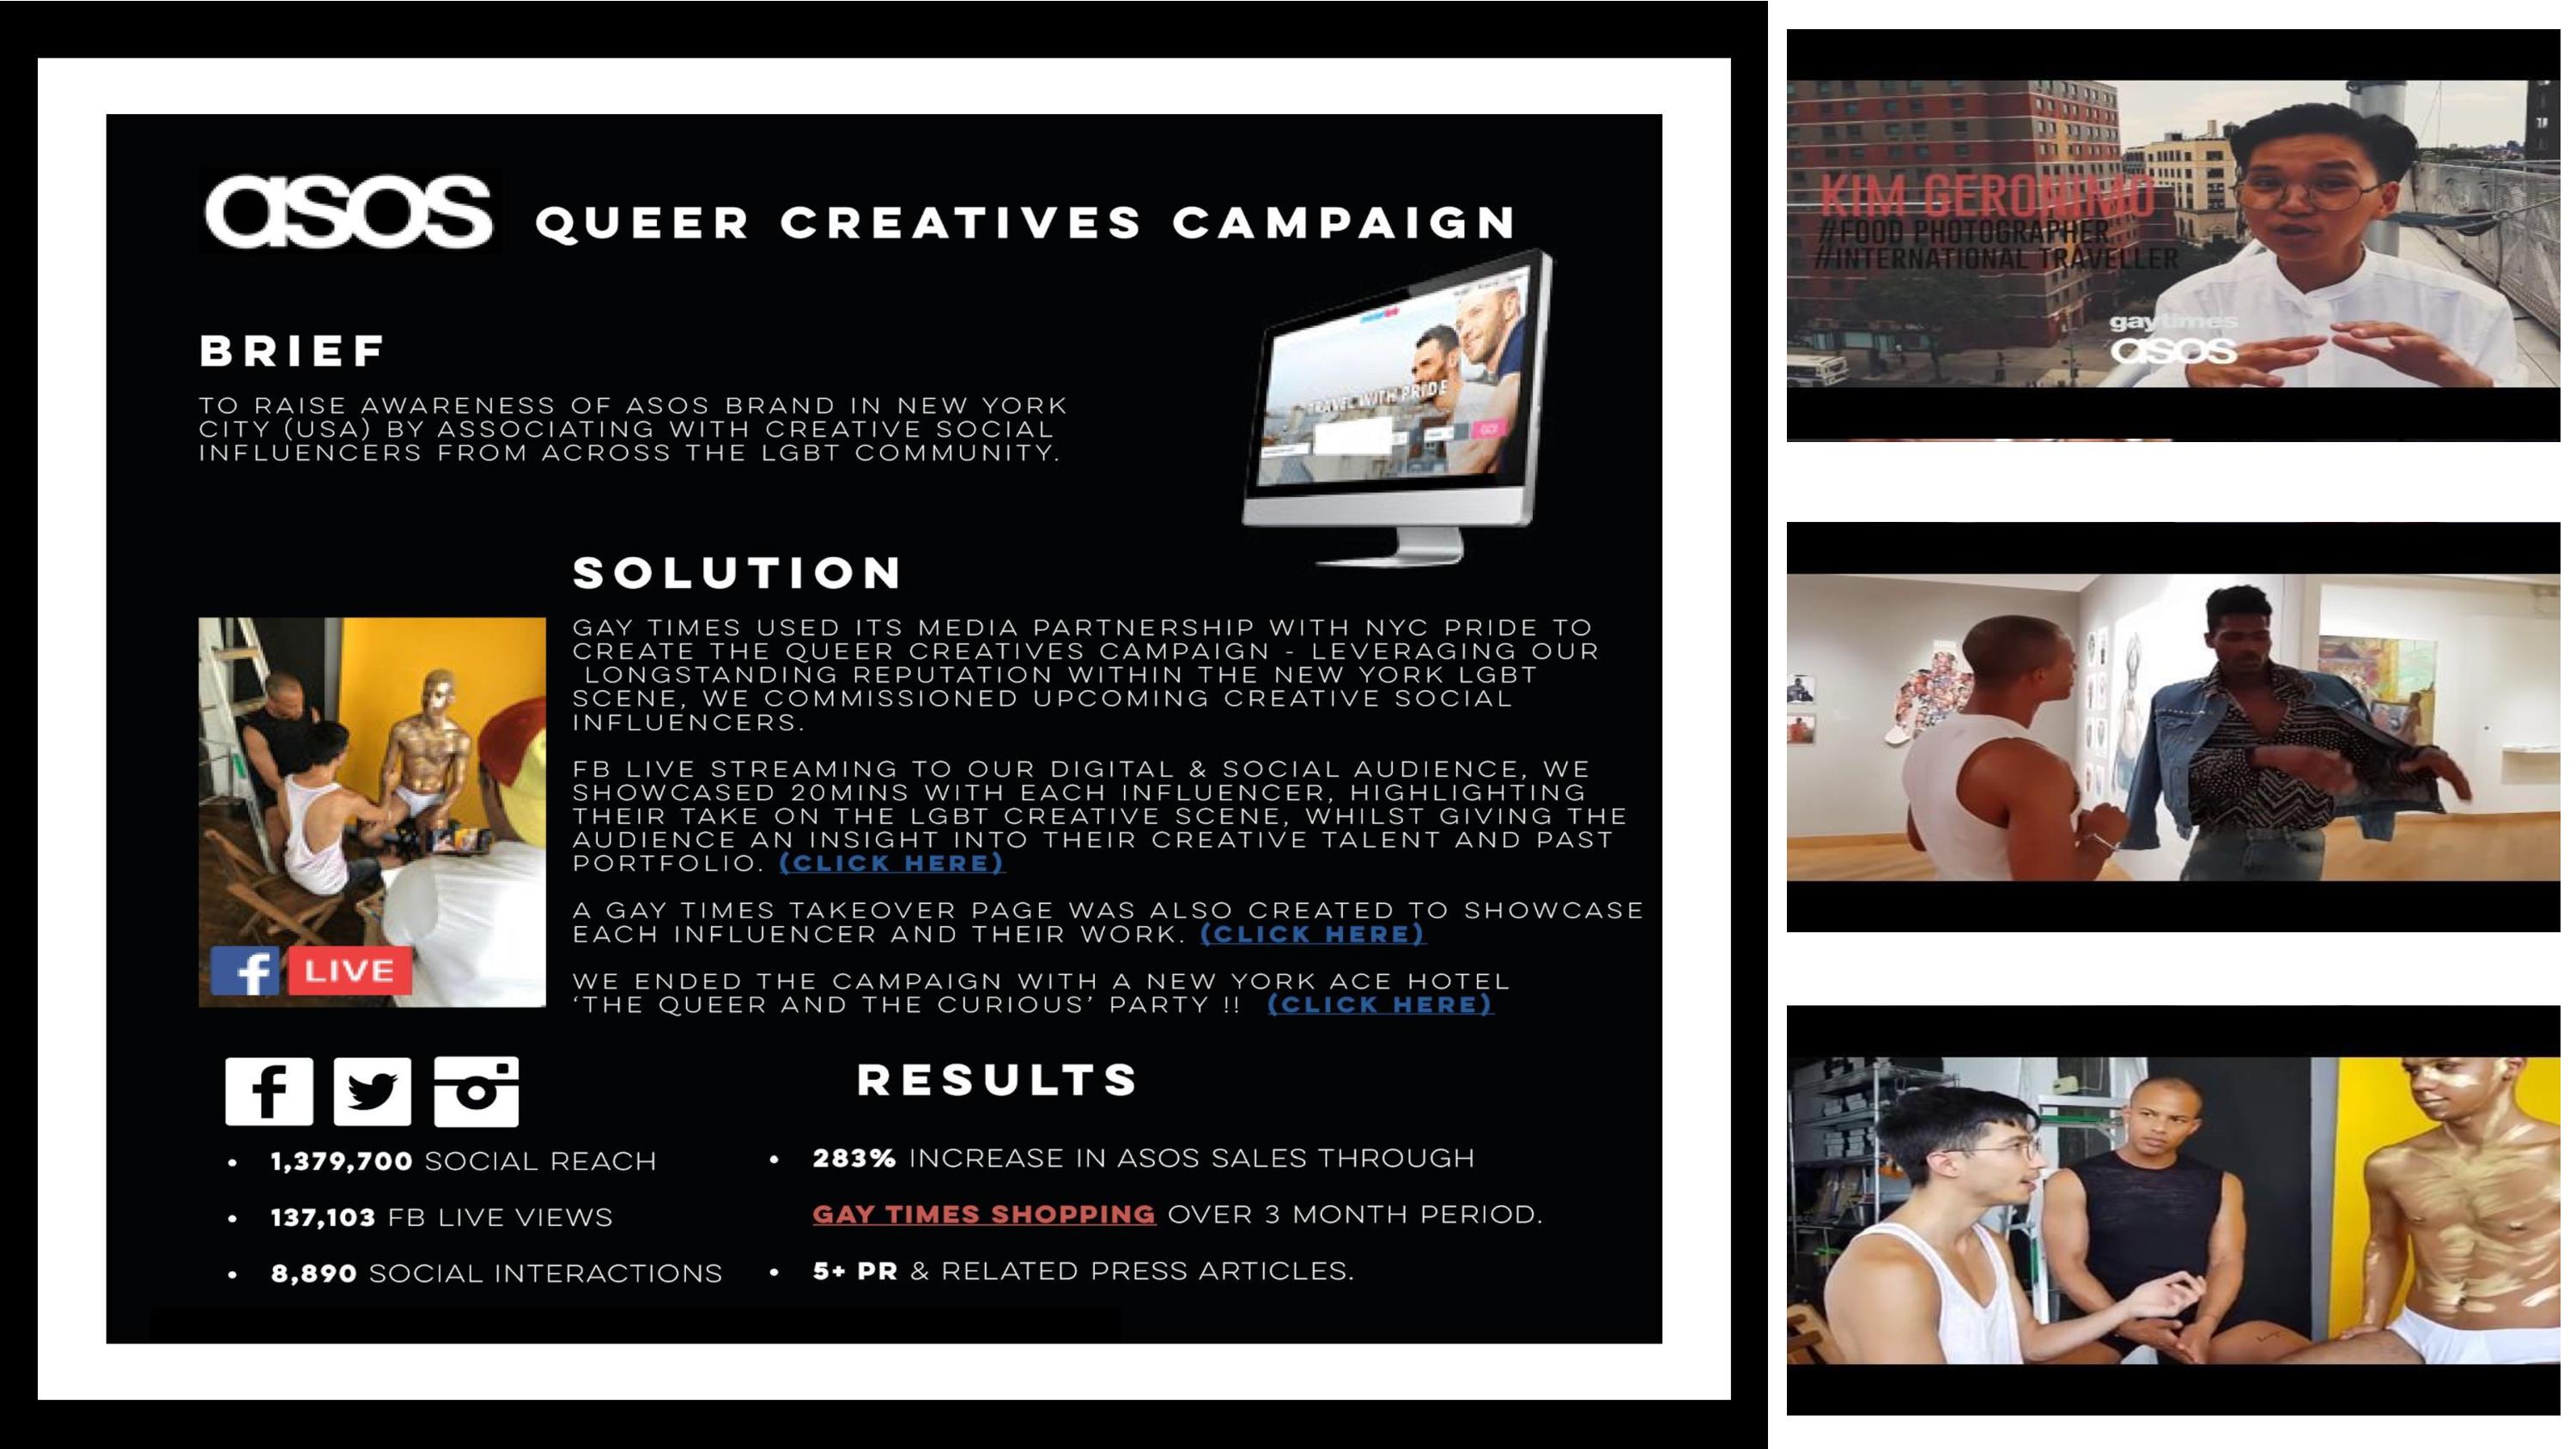 asos QUEER CREATIVES CAMPAIGN
BRIEF
TO RAISE AWARENESS OF ASOS BRAND IN NEW YORK
CITY (USA) BY ASSOCIATING WITH CREATIVE SOCIAL
INFLUENCERS FROM ACROSS THE LGBT COMMUNITY.
TRAVEL WITH PRIDE
GO!
SOLUTION
GAY TIMES USED ITS MEDIA PARTNERSHIP WITH NYC PRIDE TO
CREATE THE QUEER CREATIVES CAMPAIGN - LEVERAGING OUR
LONGSTANDING REPUTATION WITHIN THE NEW YORK LGBT
SCENE, WE COMMISSIONED UPCOMING CREATIVE SOCIAL
INFLUENCERS.
FB LIVE STREAMING TO OUR DIGITAL & SOCIAL AUDIENCE, WE
SHOWCASED 20MINS WITH EACH INFLUENCER, HIGHLIGHTING
THEIR TAKE ON THE LGBT CREATIVE SCENE, WHILST GIVING THE
AUDIENCE AN INSIGHT INTO THEIR CREATIVE TALENT AND PAST
PORTFOLIO. (CLICK HERE)
A GAY TIMES TAKEOVER PAGE WAS ALSO CREATED TO SHOWCASE
EACH INFLUENCER AND THEIR WORK. (CLICK HERE)
WE ENDED THE CAMPAIGN WITH A NEW YORK ACE HOTEL
‘THE QUEER AND THE CURIOUS’ PARTY !! (CLICK HERE)
f LIVE
f
• 1,379,700 SOCIAL REACH
• 137,103 FB LIVE VIEWS
• 8,890 SOCIAL INTERACTIONS
RESULTS
• 283% INCREASE IN ASOS SALES THROUGH
GAY TIMES SHOPPING OVER 3 MONTH PERIOD.
• 5+ PR & RELATED PRESS ARTICLES.
KIM GERONIMO
#FOOD PHOTOGRAPHER
#INTERNATIONAL TRAVELLER
gaytimes
asos